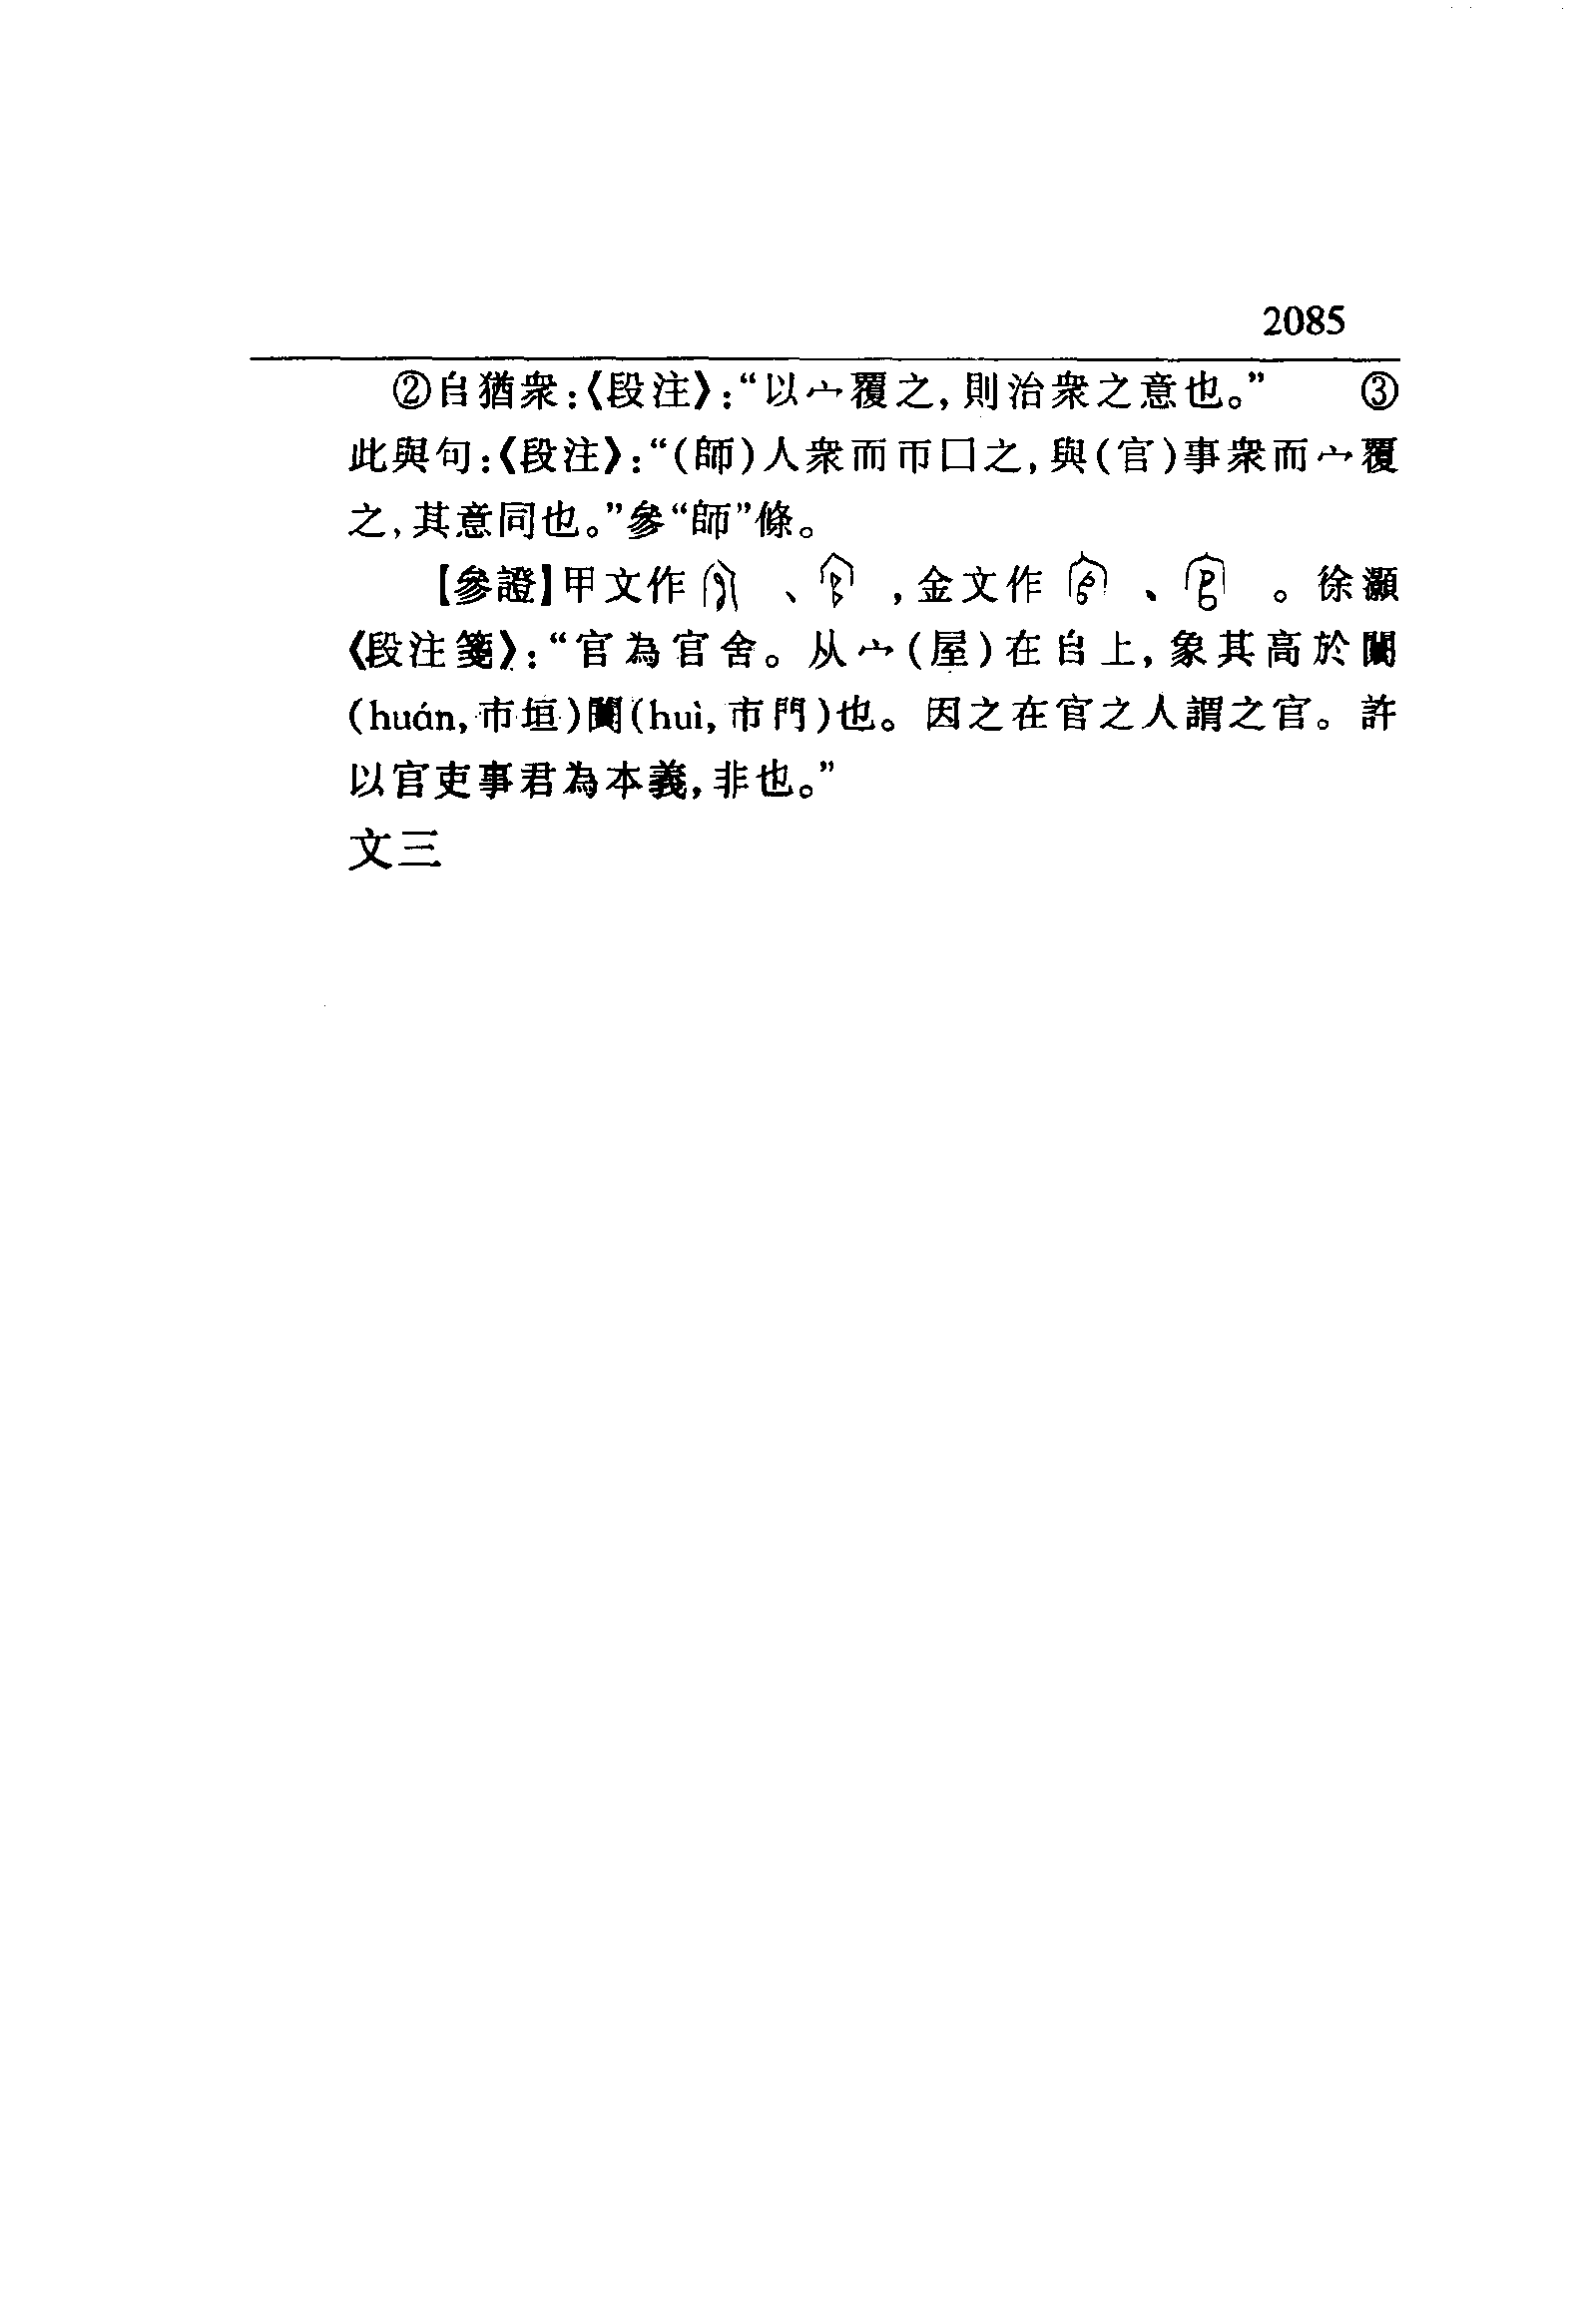 2085
②𠂤猶衆:《段注》:“以宀覆之,則治衆之意也。” ③
此與句:《段注》:“(師)人衆而帀囗之,與(官)事衆而宀覆
之,其意同也。”參“師”條。
【參證】甲文作 、 ,金文作 、 。徐灝
《段注箋》:“官為官舍。从宀(屋)在𠂤上,象其高於闤
(huán,市垣)闠(huì,市門)也。因之在官之人謂之官。許
以官吏事君為本義,非也。”
文三